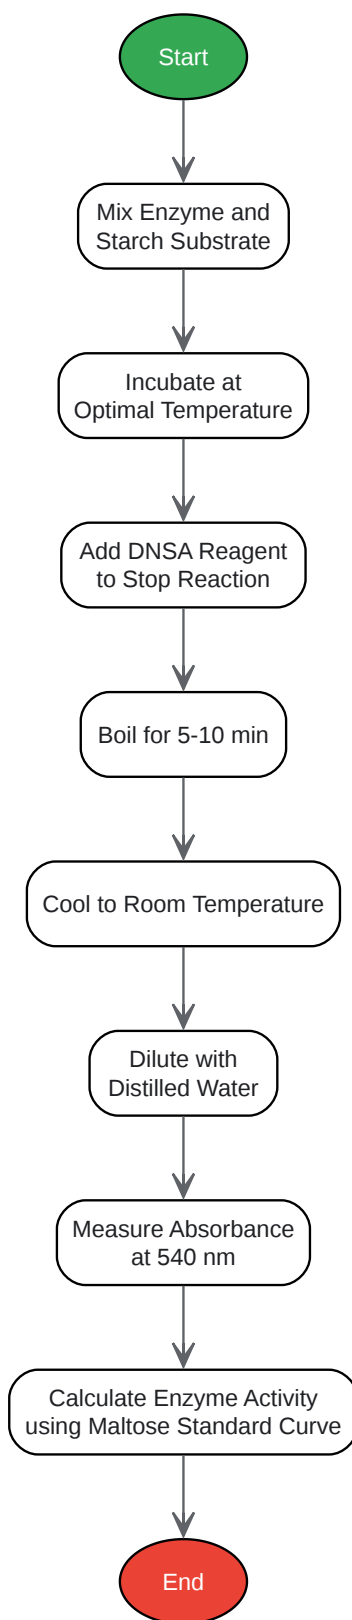 Start
Mix Enzyme and
Starch Substrate
Incubate at
Optimal Temperature
Add DNSA Reagent
to Stop Reaction
Boil for 5-10 min
Cool to Room Temperature
Dilute with
Distilled Water
Measure Absorbance
at 540 nm
Calculate Enzyme Activity
using Maltose Standard Curve
End